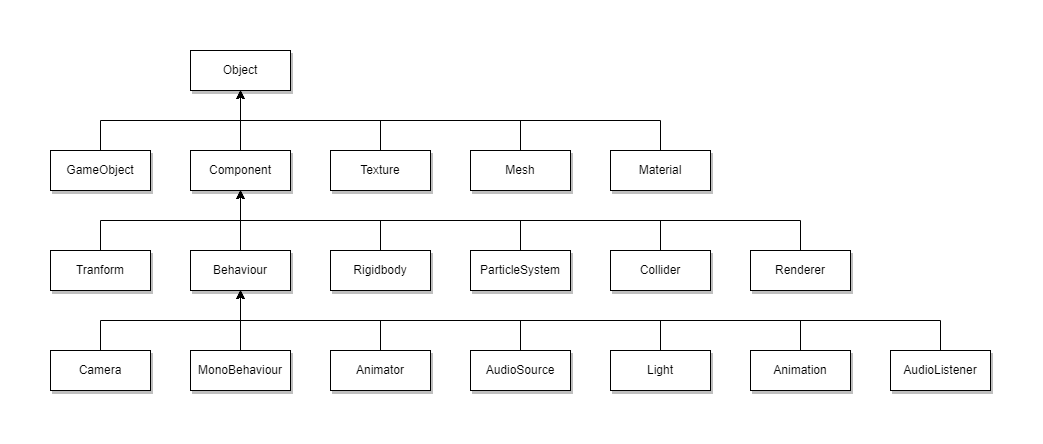 Object
GameObject
Component
Texture
Mesh
Material
Tranform
Behaviour
Rigidbody
ParticleSystem
Collider
Renderer
Camera
MonoBehaviour
Animator
AudioSource
Light
Animation
AudioListener